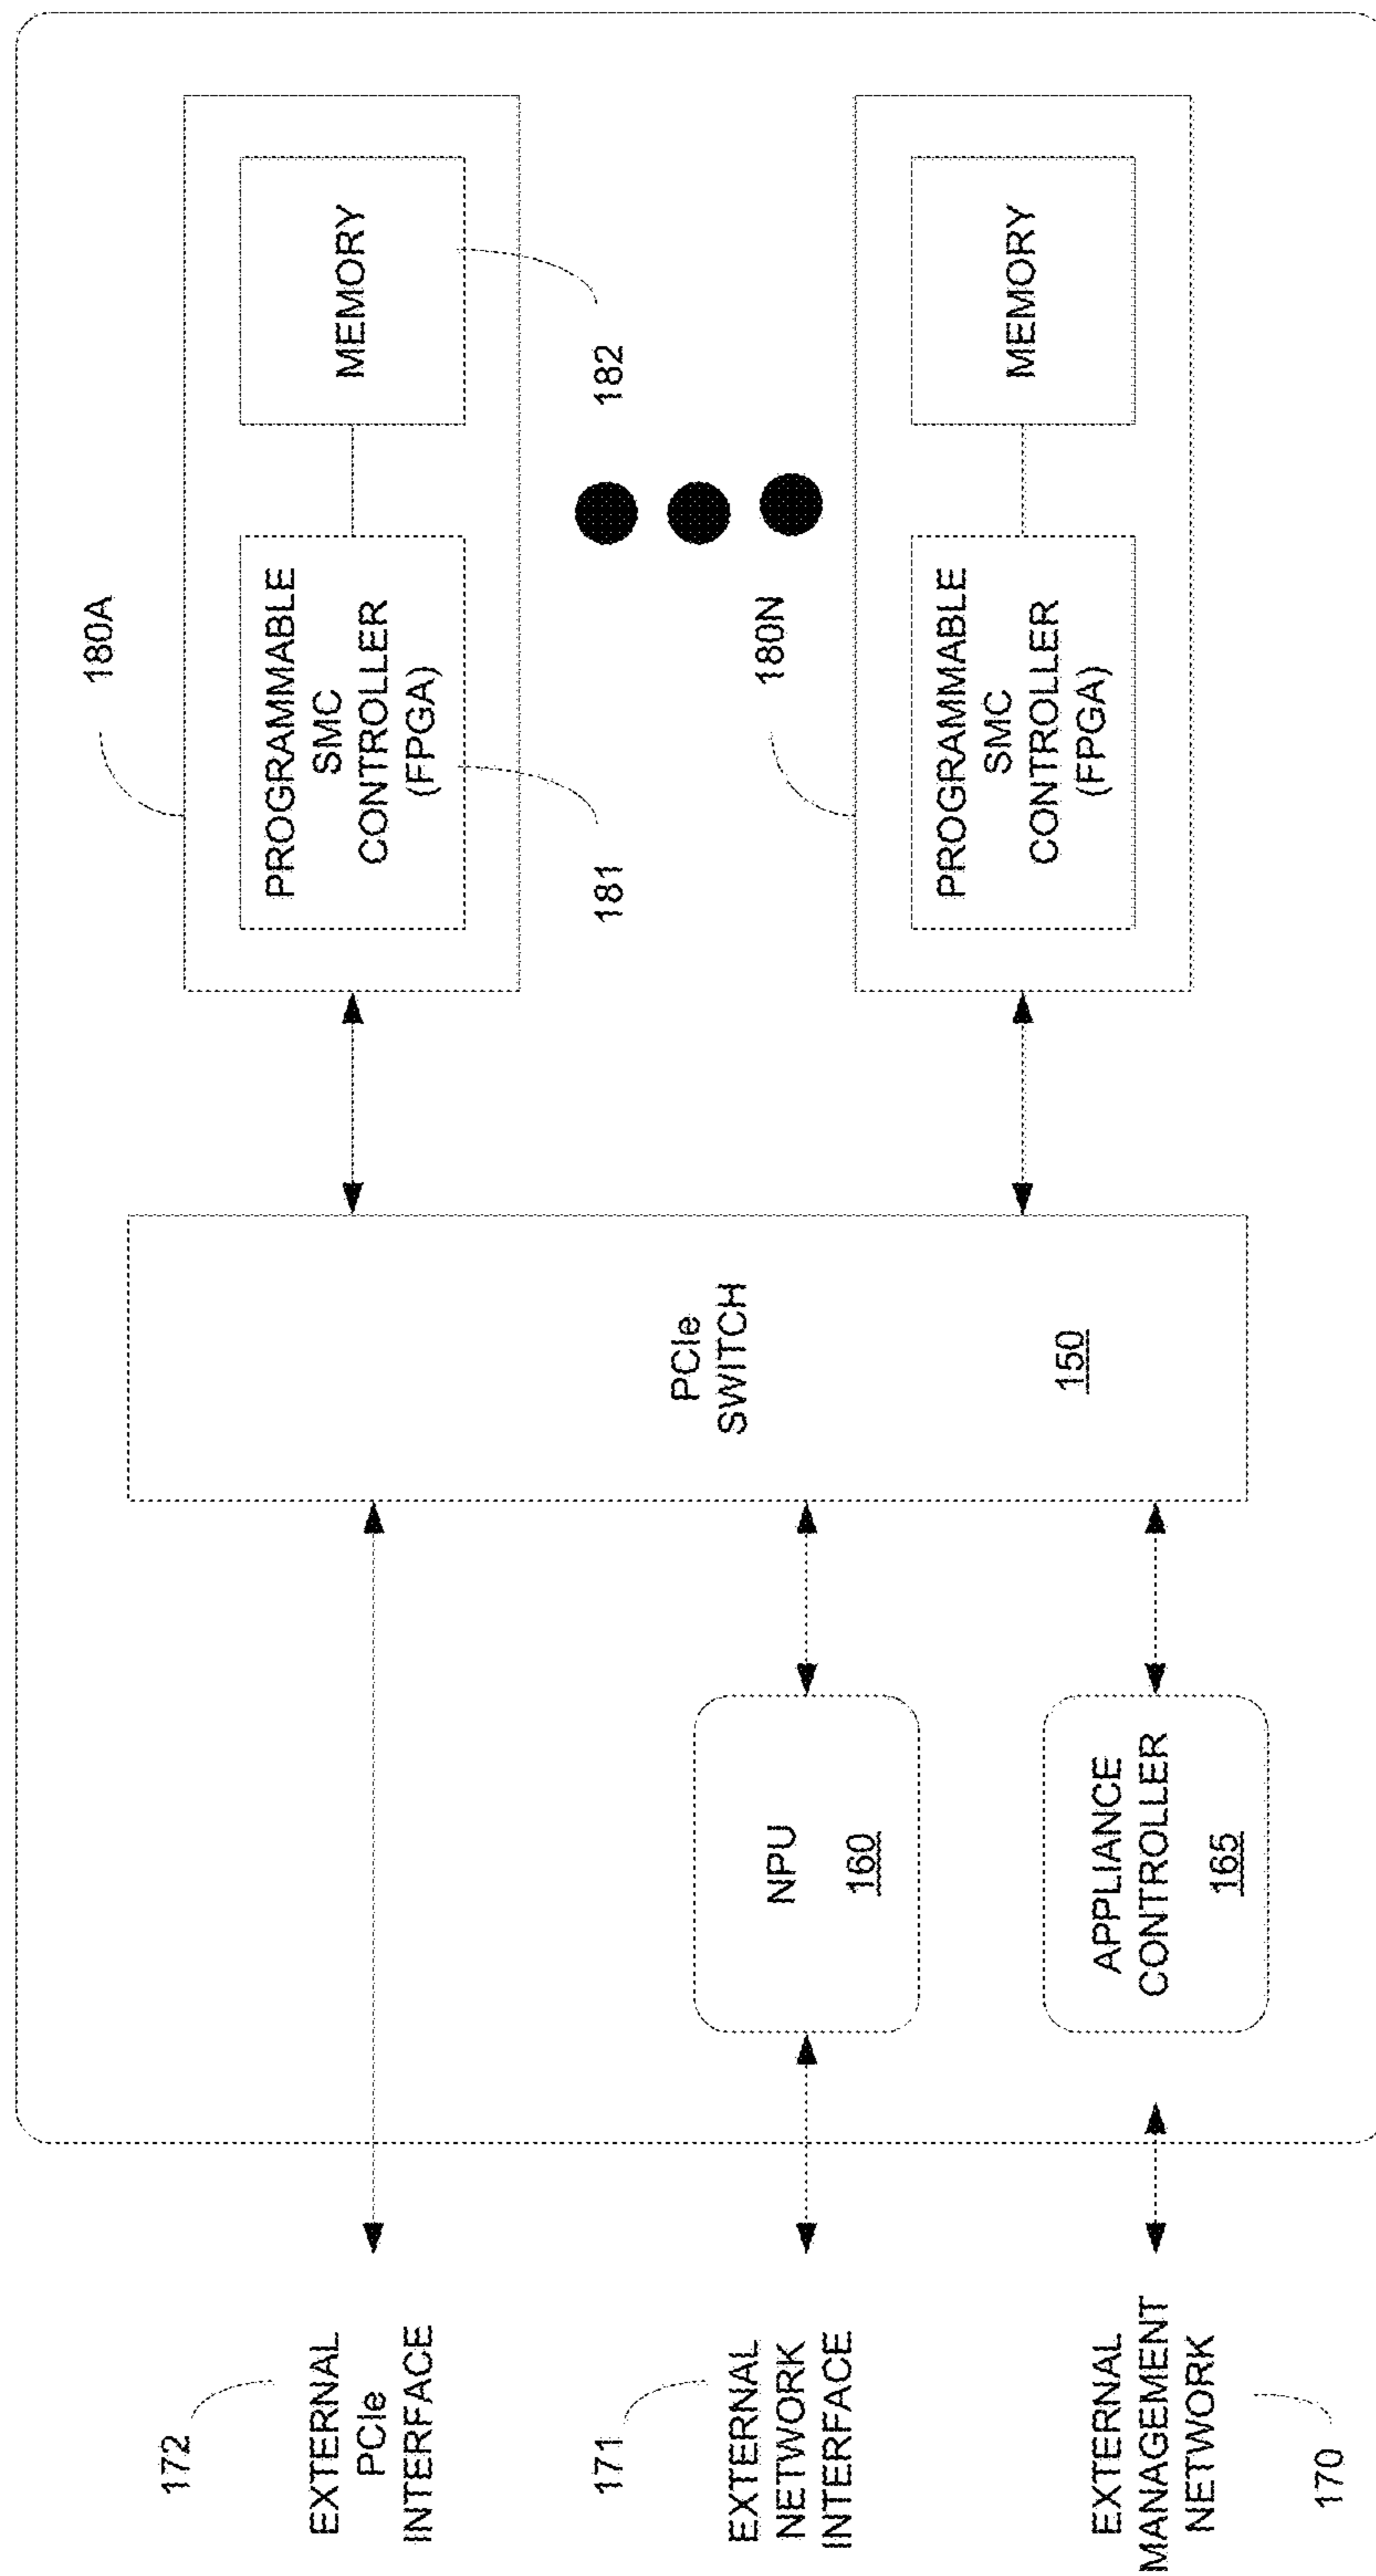 172
EXTERNAL
PCIe
INTERFACE
171
EXTERNAL
NETWORK
INTERFACE
EXTERNAL
MANAGEMENT
NETWORK
170
NPU
160
APPLIANCE
CONTROLLER
165
PCIe
SWITCH
150
180A
PROGRAMMABLE
SMC
CONTROLLER
(FPGA)
181
MEMORY
182
180N
PROGRAMMABLE
SMC
CONTROLLER
(FPGA)
MEMORY